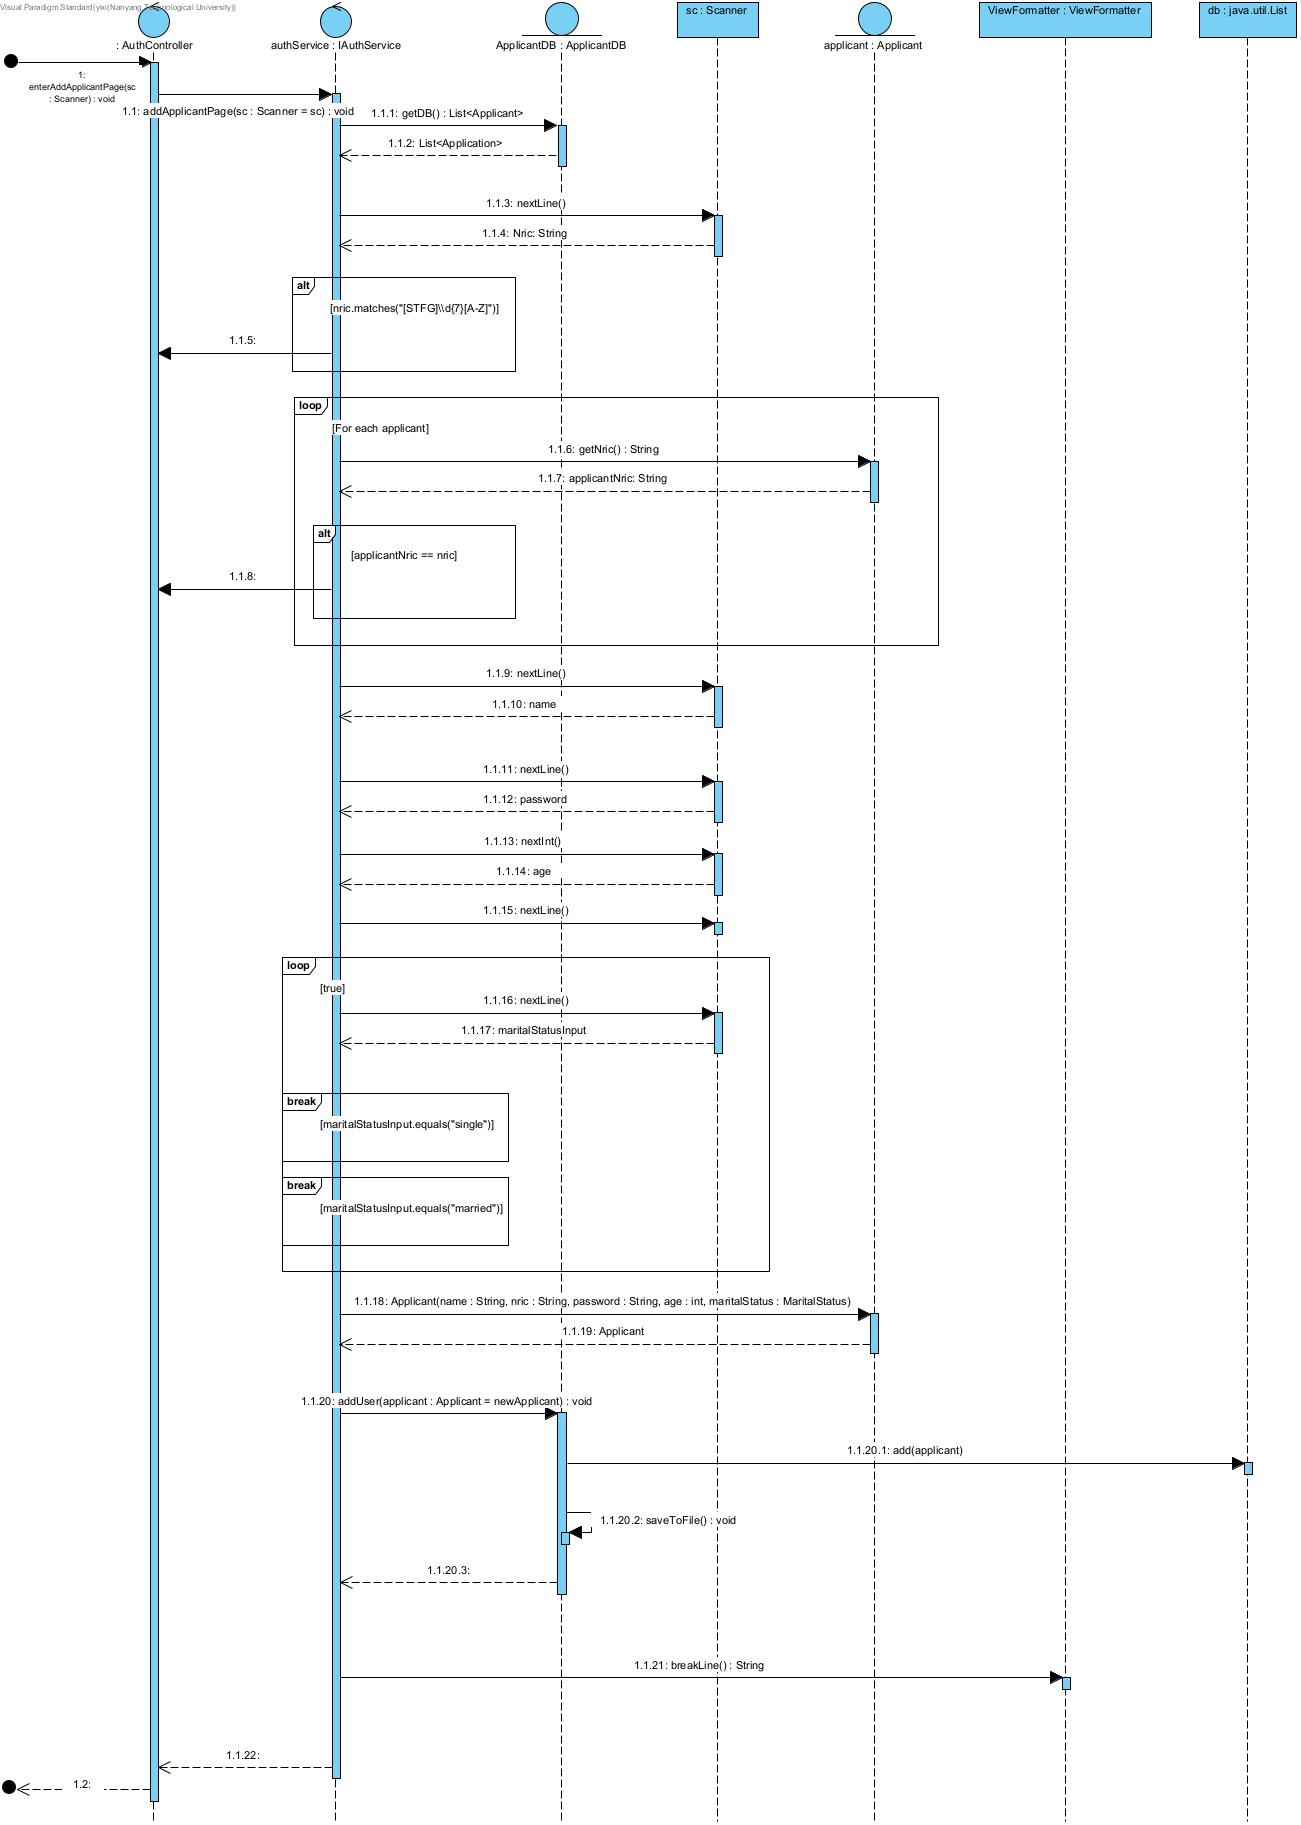 Visual Paradigm Standard(yixi(Nanyang Technological University))
: AuthController
authService : IAuthService
ApplicantDB : ApplicantDB
sc : Scanner
applicant : Applicant
ViewFormatter : ViewFormatter
db : java.util.List
1:
enterAddApplicantPage(sc
: Scanner) : void
1.1: addApplicantPage(sc : Scanner = sc) : void
1.1.1: getDB() : List<Applicant>
1.1.2: List<Application>
1.1.3: nextLine()
1.1.4: Nric: String
alt
[nric.matches("[STFG]\\d{7}[A-Z]")]
1.1.5:
loop
[For each applicant]
1.1.6: getNric() : String
1.1.7: applicantNric: String
alt
[applicantNric == nric]
1.1.8:
1.1.9: nextLine()
1.1.10: name
1.1.11: nextLine()
1.1.12: password
1.1.13: nextInt()
1.1.14: age
1.1.15: nextLine()
loop
[true]
1.1.16: nextLine()
1.1.17: maritalStatusInput
break
[maritalStatusInput.equals("single")]
break
[maritalStatusInput.equals("married")]
1.1.18: Applicant(name : String, nric : String, password : String, age : int, maritalStatus : MaritalStatus)
1.1.19: Applicant
1.1.20: addUser(applicant : Applicant = newApplicant) : void
1.1.20.1: add(applicant)
1.1.20.2: saveToFile() : void
1.1.20.3:
1.1.21: breakLine() : String
1.1.22:
1.2: